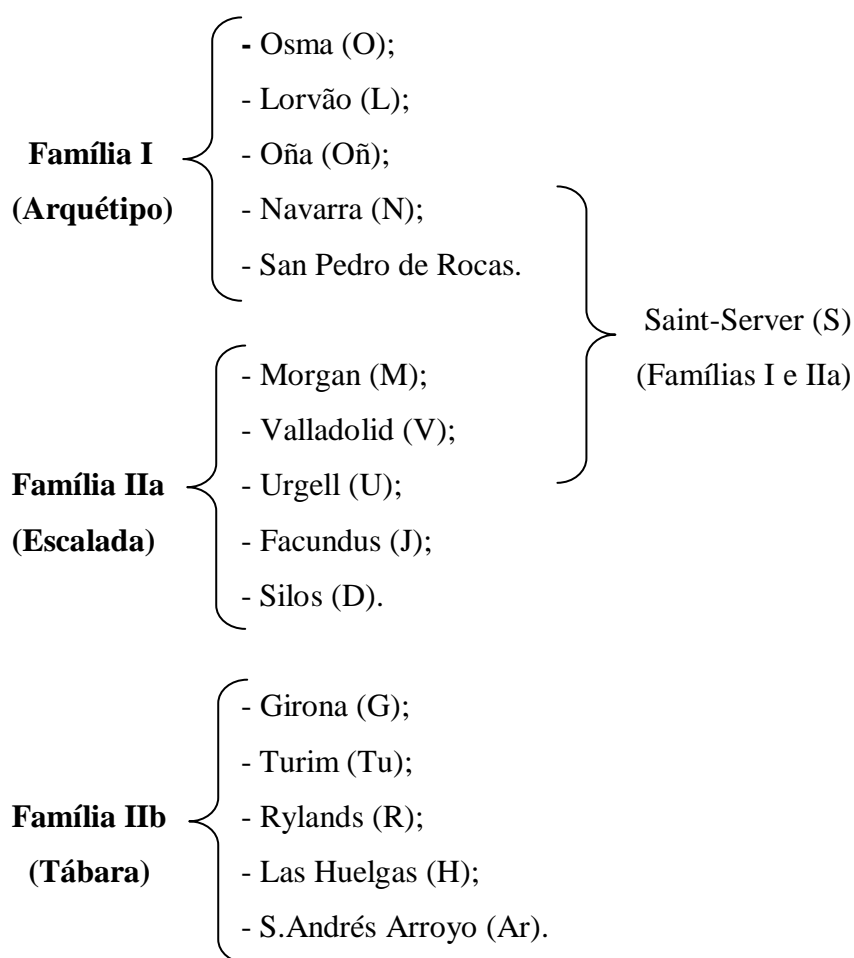 - Osma (O);
- Lorvão (L);
Família I
(Arquétipo)
- Oña (Oñ);
- Navarra (N);
- San Pedro de Rocas.
Saint-Server (S)
(Famílias I e IIa)
- Morgan (M);
- Valladolid (V);
Família IIa
(Escalada)
- Urgell (U);
- Facundus (J);
- Silos (D).
- Girona (G);
- Turim (Tu);
Família IIb
(Tábara)
- Rylands (R);
- Las Huelgas (H);
- S.Andrés Arroyo (Ar).